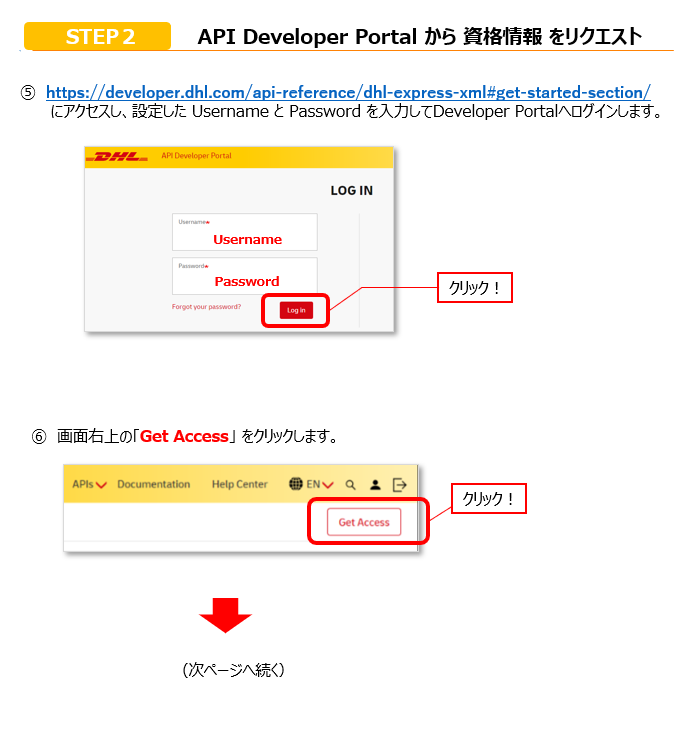 STEP 2 API Developer Portal から 資格情報 をリクエスト
⑤ https://developer.dhl.com/api-reference/dhl-express-xml#get-started-section/
にアクセスし、設定した Username と Password を入力してDeveloper Portalへログインします。
DHL API Developer Portal
LOG IN
Username*
Username
Password*
Password
クリック！
Forgot your password? Log in
⑥ 画面右上の「Get Access」をクリックします。
APIs Documentation Help Center EN
クリック！
Get Access
（次ページへ続く）